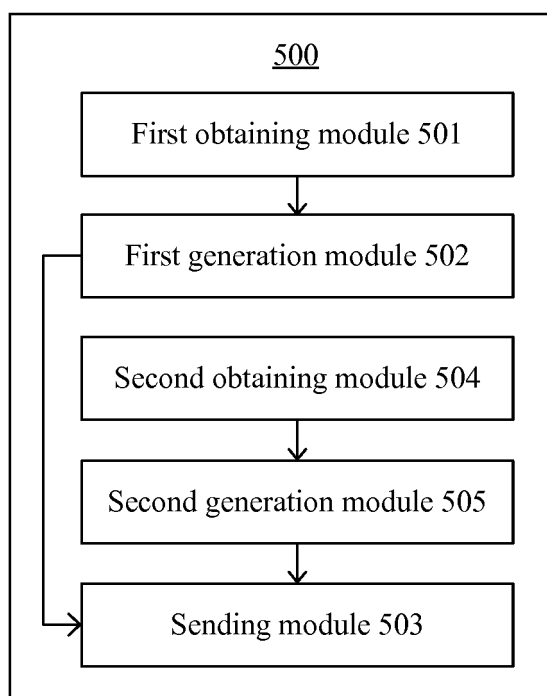 500
First obtaining module 501
First generation module 502
Second obtaining module 504
Second generation module 505
Sending module 503